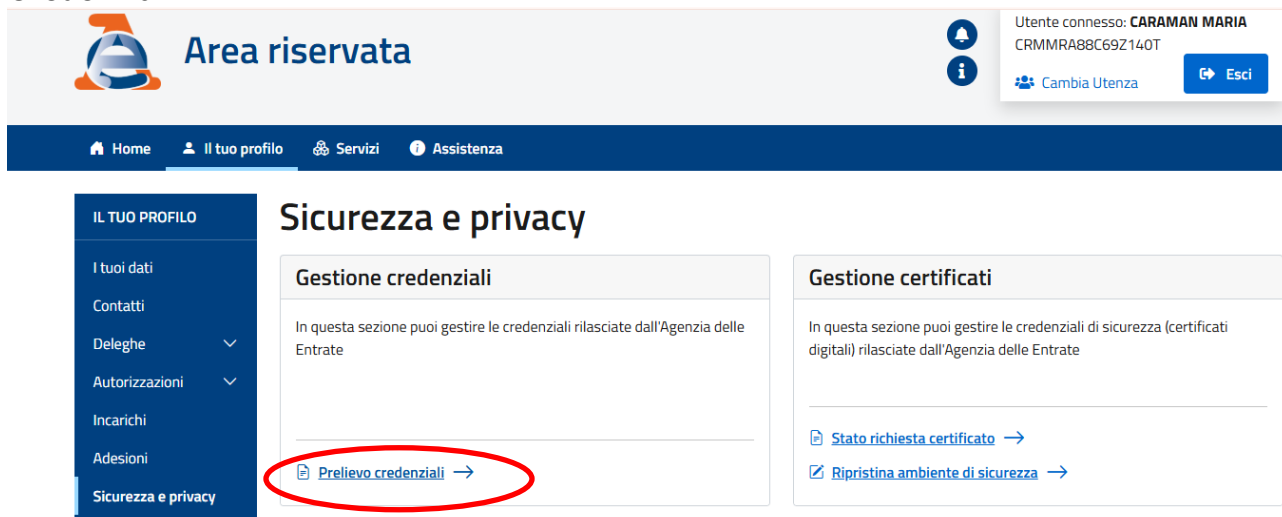 Area riservata
Utente connesso: CARAMAN MARIA
CRMMRA88C69Z140T
Cambia Utenza
Esci
Home
Il tuo profilo
Servizi
Assistenza
IL TUO PROFILO
I tuoi dati
Contatti
Deleghe
Autorizzazioni
Incarichi
Adesioni
Sicurezza e privacy
Sicurezza e privacy
Gestione credenziali
In questa sezione puoi gestire le credenziali rilasciate dall'Agenzia delle
Entrate
Prelievo credenziali
Gestione certificati
In questa sezione puoi gestire le credenziali di sicurezza (certificati
digitali) rilasciate dall'Agenzia delle Entrate
Stato richiesta certificato
Ripristina ambiente di sicurezza